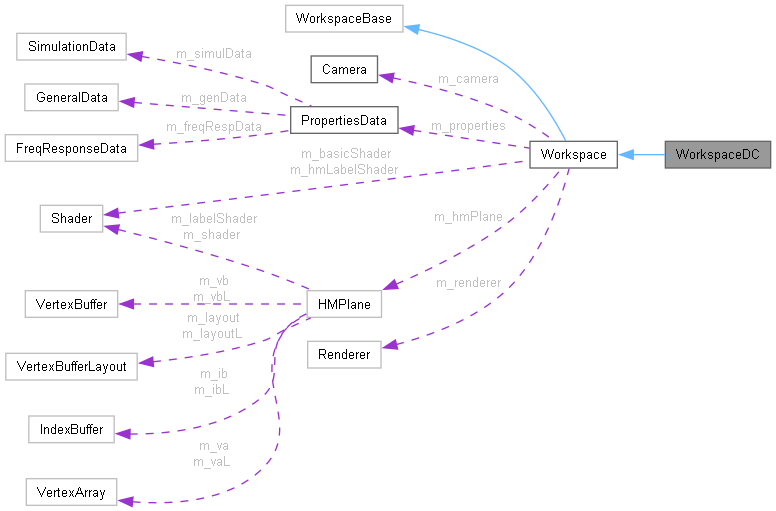 WorkspaceBase
SimulationData
m_simulData
Camera
m_camera
GeneralData
m_genData
PropertiesData
m_properties
m_freqRespData
FreqResponseData
m_basicShader
m_hmLabelShader
Workspace
WorkspaceDC
Shader
m_labelShader
m_shader
m_hmPlane
m_vb
m_vbL
m_renderer
VertexBuffer
HMPlane
m_layout
m_layoutL
Renderer
VertexBufferLayout
m_ib
m_ibL
IndexBuffer
m_va
m_vaL
VertexArray